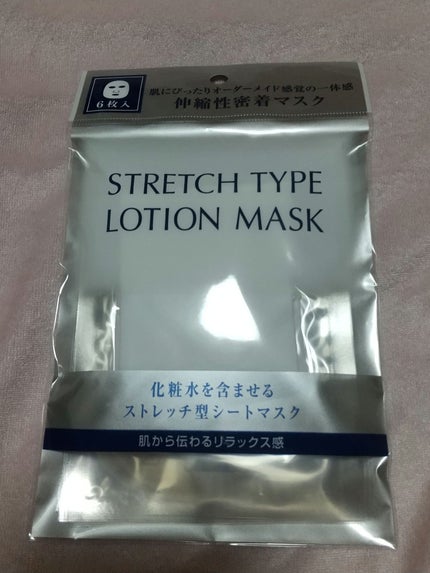 6枚入
肌にぴったりオーダーメイド感覚の一体感
伸縮性密着マスク
STRETCH TYPE
LOTION MASK
化粧水を含ませる
ストレッチ型シートマスク
肌から伝わるリラックス感